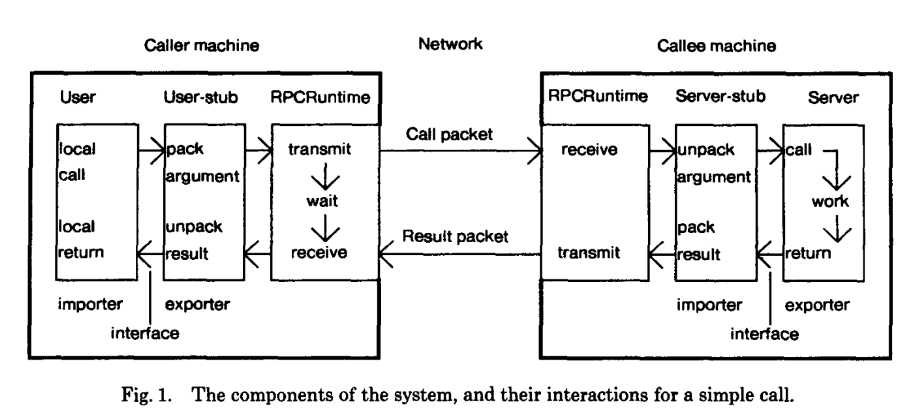 Caller machine Network Callee machine
User User-stub RPCRuntime RPCRuntime Server-stub Server
local pack transmit Call packet receive unpack call
call argument argument
wait work
local unpack pack
return result receive Result packet transmit result return
importer exporter importer exporter
interface interface
Fig. 1. The components of the system, and their interactions for a simple call.